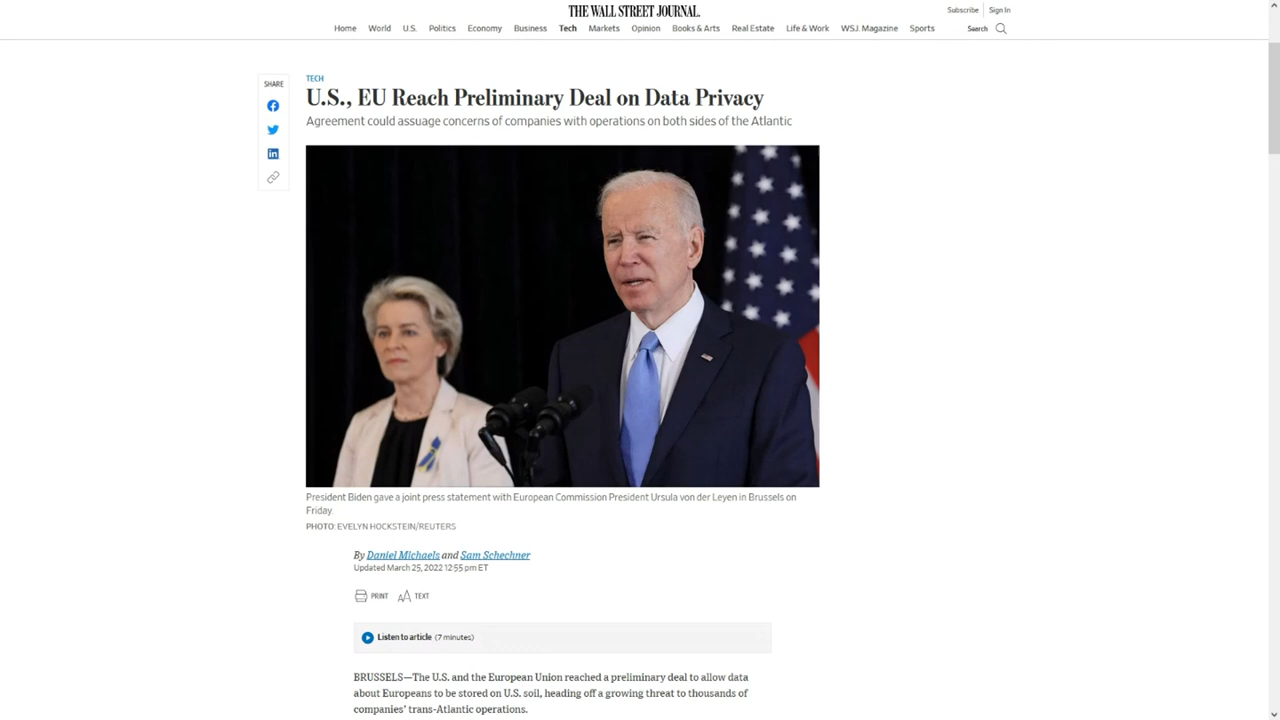 THE WALL STREET JOURNAL.
Subscribe Sign In
Home World U.S. Politics Economy Business Tech Markets Opinion Books & Arts Real Estate Life & Work WSJ. Magazine Sports Search
SHARE
TECH
U.S., EU Reach Preliminary Deal on Data Privacy
Agreement could assuage concerns of companies with operations on both sides of the Atlantic
President Biden gave a joint press statement with European Commission President Ursula von der Leyen in Brussels on
Friday.
PHOTO: EVELYN HOCKSTEIN/REUTERS
By Daniel Michaels and Sam Schechner
Updated March 25, 2022 12:55 pm ET
PRINT AA TEXT
Listen to article (7 minutes)
BRUSSELS—The U.S. and the European Union reached a preliminary deal to allow data
about Europeans to be stored on U.S. soil, heading off a growing threat to thousands of
companies' trans-Atlantic operations.